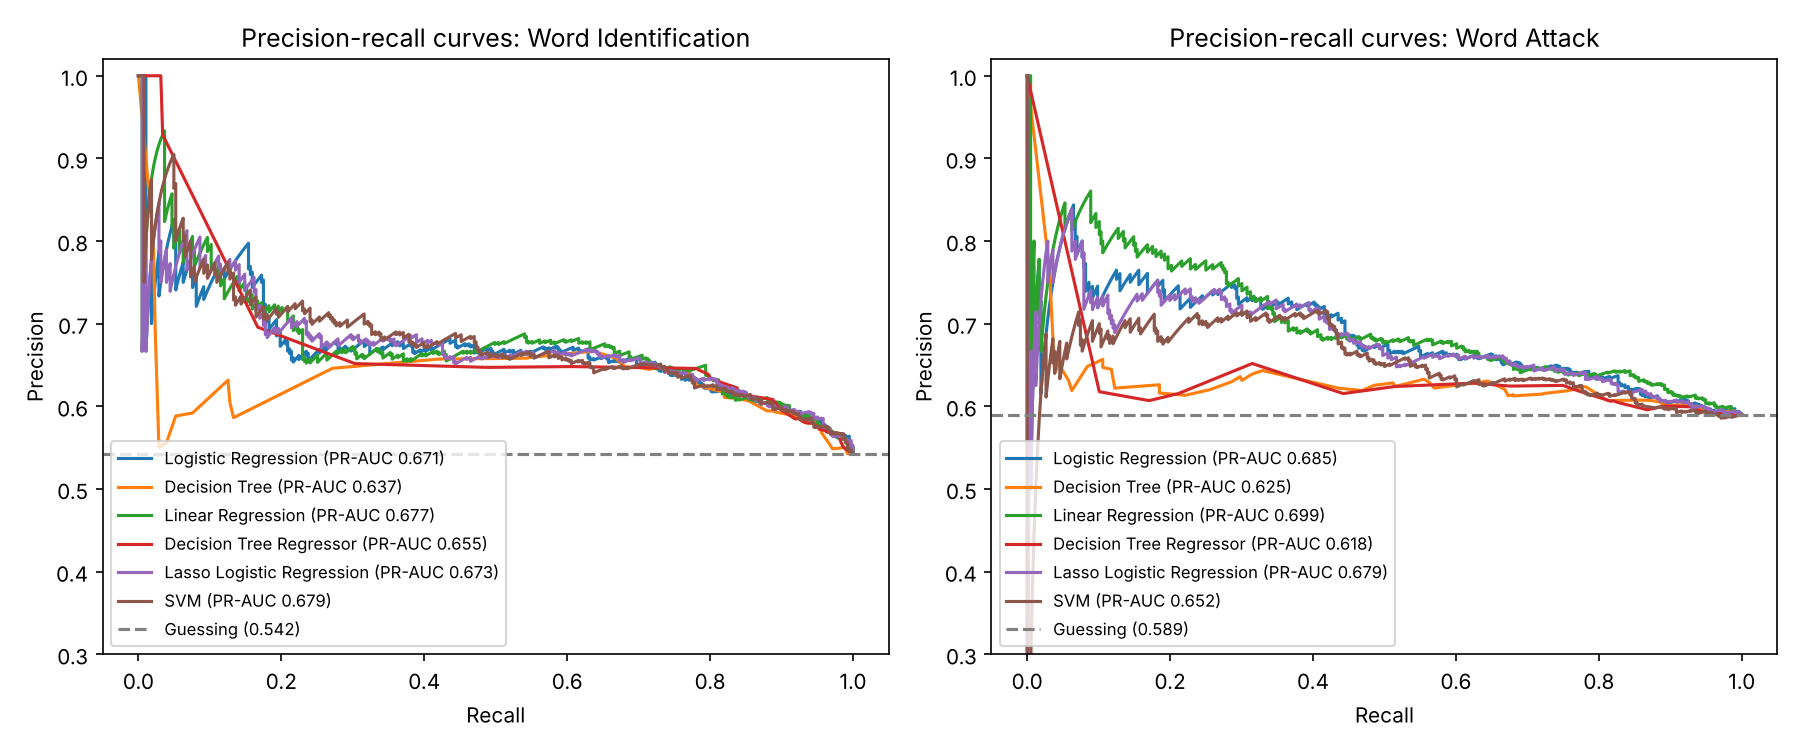 Precision-recall curves: Word Identification
Precision
1.0
0.9
0.8
0.7
0.6
0.5
0.4
0.3
Logistic Regression (PR-AUC 0.671)
Decision Tree (PR-AUC 0.637)
Linear Regression (PR-AUC 0.677)
Decision Tree Regressor (PR-AUC 0.655)
Lasso Logistic Regression (PR-AUC 0.673)
SVM (PR-AUC 0.679)
Guessing (0.542)
0.0 0.2 0.4 0.6 0.8 1.0
Recall
Precision-recall curves: Word Attack
Precision
1.0
0.9
0.8
0.7
0.6
0.5
0.4
0.3
Logistic Regression (PR-AUC 0.685)
Decision Tree (PR-AUC 0.625)
Linear Regression (PR-AUC 0.699)
Decision Tree Regressor (PR-AUC 0.618)
Lasso Logistic Regression (PR-AUC 0.679)
SVM (PR-AUC 0.652)
Guessing (0.589)
0.0 0.2 0.4 0.6 0.8 1.0
Recall